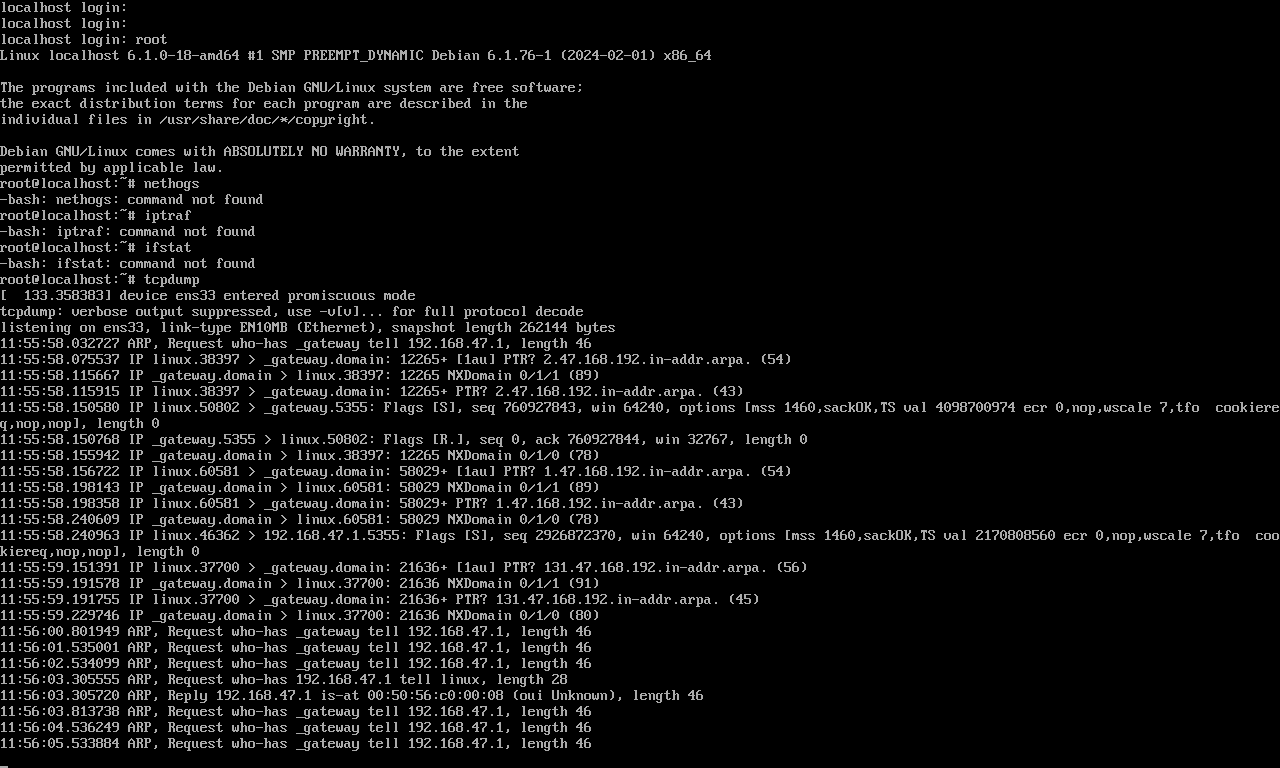 localhost login:
localhost login:
localhost login: root
Linux localhost 6.1.0-18-amd64 #1 SMP PREEMPT_DYNAMIC Debian 6.1.76-1 (2024-02-01) x86_64
The programs included with the Debian GNU/Linux system are free software;
the exact distribution terms for each program are described in the
individual files in /usr/share/doc/*/copyright.
Debian GNU/Linux comes with ABSOLUTELY NO WARRANTY, to the extent
permitted by applicable law.
root@localhost:~# nethogs
-bash: nethogs: command not found
root@localhost:~# iptraf
-bash: iptraf: command not found
root@localhost:~# ifstat
-bash: ifstat: command not found
root@localhost:~# tcpdump
[  133.358383] device ens33 entered promiscuous mode
tcpdump: verbose output suppressed, use -v[v]... for full protocol decode
listening on ens33, link-type EN10MB (Ethernet), snapshot length 262144 bytes
11:55:58.032727 ARP, Request who-has _gateway tell 192.168.47.1, length 46
11:55:58.075537 IP linux.38397 > _gateway.domain: 12265+ [1au] PTR? 2.47.168.192.in-addr.arpa. (54)
11:55:58.115667 IP _gateway.domain > linux.38397: 12265 NXDomain 0/1/1 (89)
11:55:58.115915 IP linux.38397 > _gateway.domain: 12265+ PTR? 2.47.168.192.in-addr.arpa. (43)
11:55:58.150580 IP linux.50802 > _gateway.5355: Flags [S], seq 760927843, win 64240, options [mss 1460,sackOK,TS val 4098700974 ecr 0,nop,wscale 7,tfo  cookiere
q,nop,nop], length 0
11:55:58.150768 IP _gateway.5355 > linux.50802: Flags [R.], seq 0, ack 760927844, win 32767, length 0
11:55:58.155942 IP _gateway.domain > linux.38397: 12265 NXDomain 0/1/0 (78)
11:55:58.156722 IP linux.60581 > _gateway.domain: 58029+ [1au] PTR? 1.47.168.192.in-addr.arpa. (54)
11:55:58.198143 IP _gateway.domain > linux.60581: 58029 NXDomain 0/1/1 (89)
11:55:58.198358 IP linux.60581 > _gateway.domain: 58029+ PTR? 1.47.168.192.in-addr.arpa. (43)
11:55:58.240609 IP _gateway.domain > linux.60581: 58029 NXDomain 0/1/0 (78)
11:55:58.240963 IP linux.46362 > 192.168.47.1.5355: Flags [S], seq 2926872370, win 64240, options [mss 1460,sackOK,TS val 2170808560 ecr 0,nop,wscale 7,tfo  coo
kiereq,nop,nop], length 0
11:55:59.151391 IP linux.37700 > _gateway.domain: 21636+ [1au] PTR? 131.47.168.192.in-addr.arpa. (56)
11:55:59.191578 IP _gateway.domain > linux.37700: 21636 NXDomain 0/1/1 (91)
11:55:59.191755 IP linux.37700 > _gateway.domain: 21636+ PTR? 131.47.168.192.in-addr.arpa. (45)
11:55:59.229746 IP _gateway.domain > linux.37700: 21636 NXDomain 0/1/0 (80)
11:56:00.801949 ARP, Request who-has _gateway tell 192.168.47.1, length 46
11:56:01.535001 ARP, Request who-has _gateway tell 192.168.47.1, length 46
11:56:02.534099 ARP, Request who-has _gateway tell 192.168.47.1, length 46
11:56:03.305555 ARP, Request who-has 192.168.47.1 tell linux, length 28
11:56:03.305720 ARP, Reply 192.168.47.1 is-at 00:50:56:c0:00:08 (oui Unknown), length 46
11:56:03.813738 ARP, Request who-has _gateway tell 192.168.47.1, length 46
11:56:04.536249 ARP, Request who-has _gateway tell 192.168.47.1, length 46
11:56:05.533884 ARP, Request who-has _gateway tell 192.168.47.1, length 46